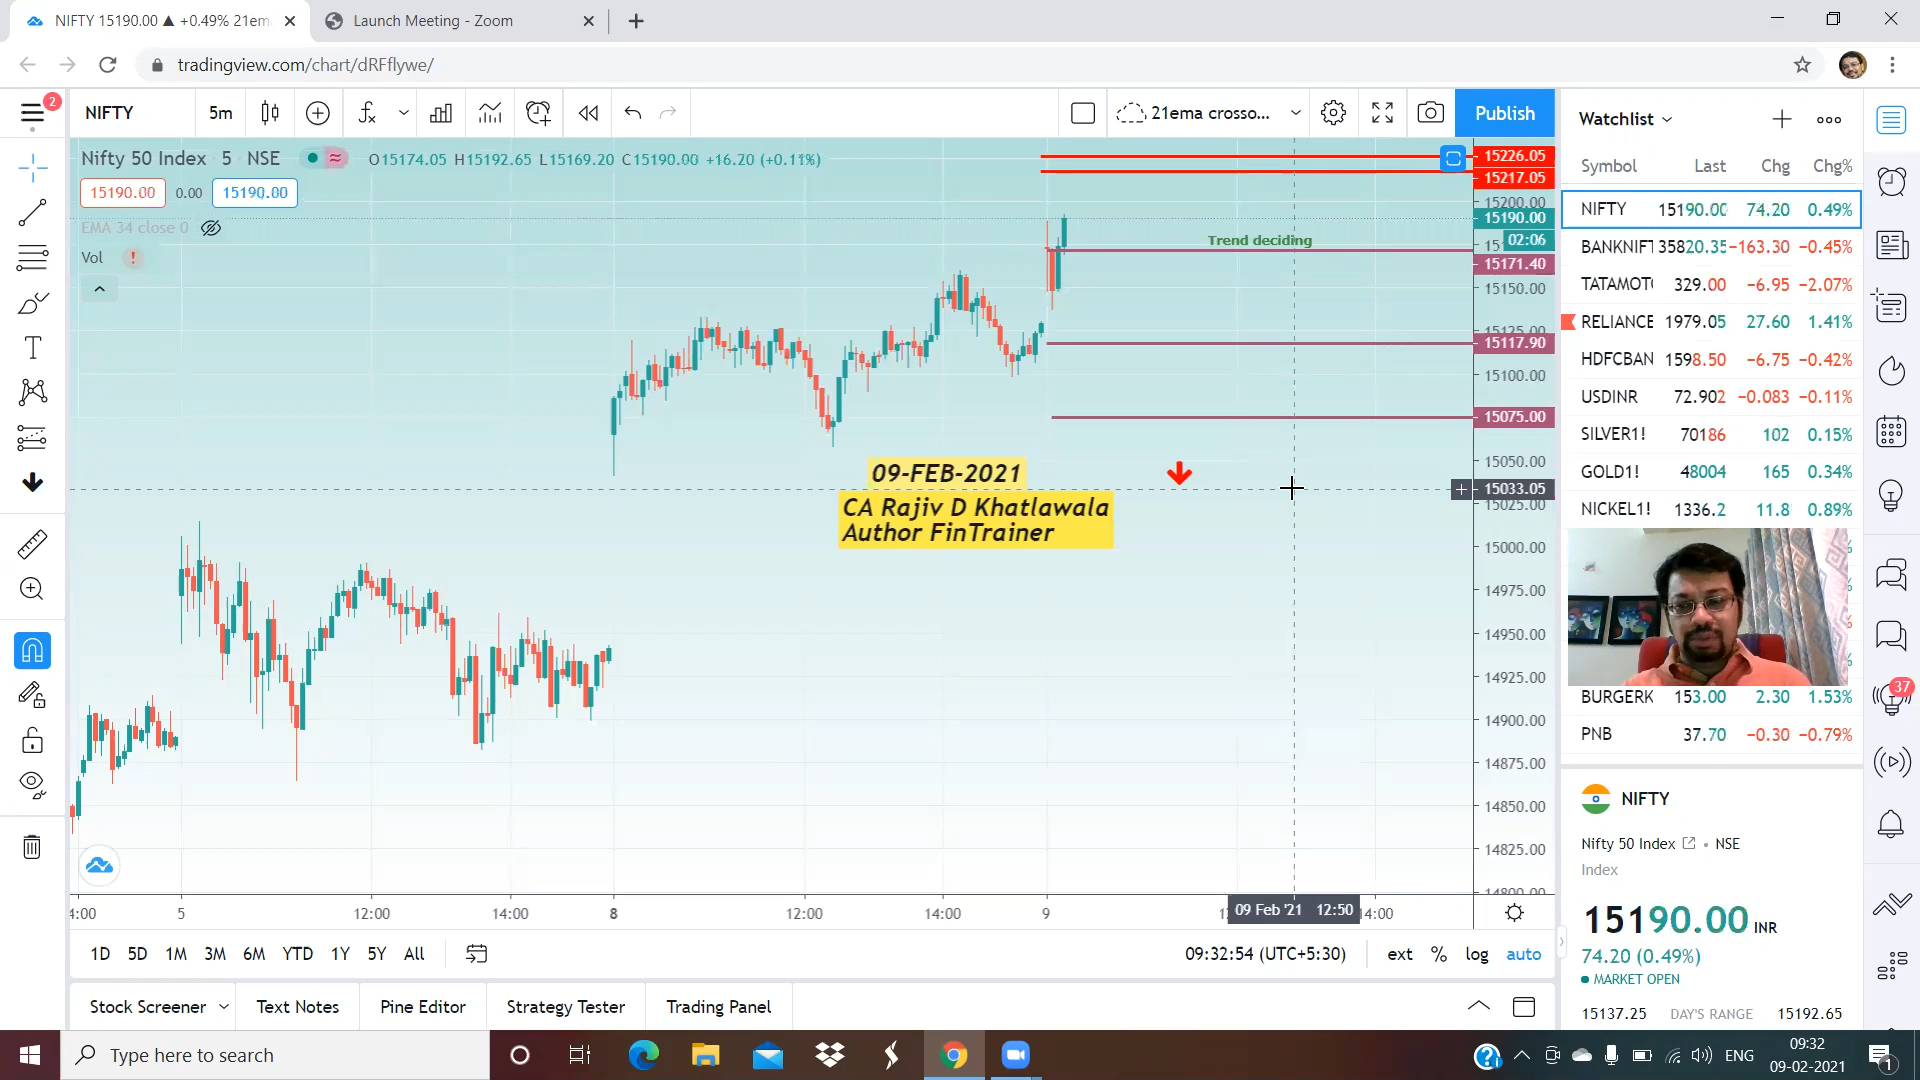 NIFTY 15190.00 ▲ +0.49% 21em
Launch Meeting - Zoom
tradingview.com/chart/dRFflywe/
2
NIFTY
5m
21ema crosso...
Publish
Watchlist
Nifty 50 Index · 5 · NSE
O15174.05 H15192.65 L15169.20 C15190.00 +16.20 (+0.11%)
15190.00 0.00 15190.00
EMA 34 close 0
Vol
Symbol Last Chg Chg%
NIFTY 15190.00 74.20 0.49%
BANKNIFT 35820.35 −163.30 −0.45%
TATAMOT 329.00 −6.95 −2.07%
RELIANCE 1979.05 27.60 1.41%
HDFCBAN 1598.50 −6.75 −0.42%
USDINR 72.902 −0.083 −0.11%
SILVER1! 70186 102 0.15%
GOLD1! 48004 165 0.34%
NICKEL1! 1336.2 11.8 0.89%
BURGERK 153.00 2.30 1.53%
PNB 37.70 −0.30 −0.79%
37
15226.05
15217.05
15200.00
15190.00
02:06
15171.40
15150.00
15117.90
15100.00
15075.00
15050.00
15033.05
15025.00
15000.00
14975.00
14950.00
14925.00
14900.00
14875.00
14850.00
14825.00
14800.00
Trend deciding
09-FEB-2021
CA Rajiv D Khatlawala
Author FinTrainer
4:00 5 12:00 14:00 8 12:00 14:00 9 09 Feb '21 12:50 14:00
1D 5D 1M 3M 6M YTD 1Y 5Y All
09:32:54 (UTC+5:30)
ext % log auto
Stock Screener
Text Notes
Pine Editor
Strategy Tester
Trading Panel
NIFTY
Nifty 50 Index • NSE
Index
15190.00 INR
74.20 (0.49%)
MARKET OPEN
15137.25 DAY'S RANGE 15192.65
Type here to search
ENG
09:32
09-02-2021
1